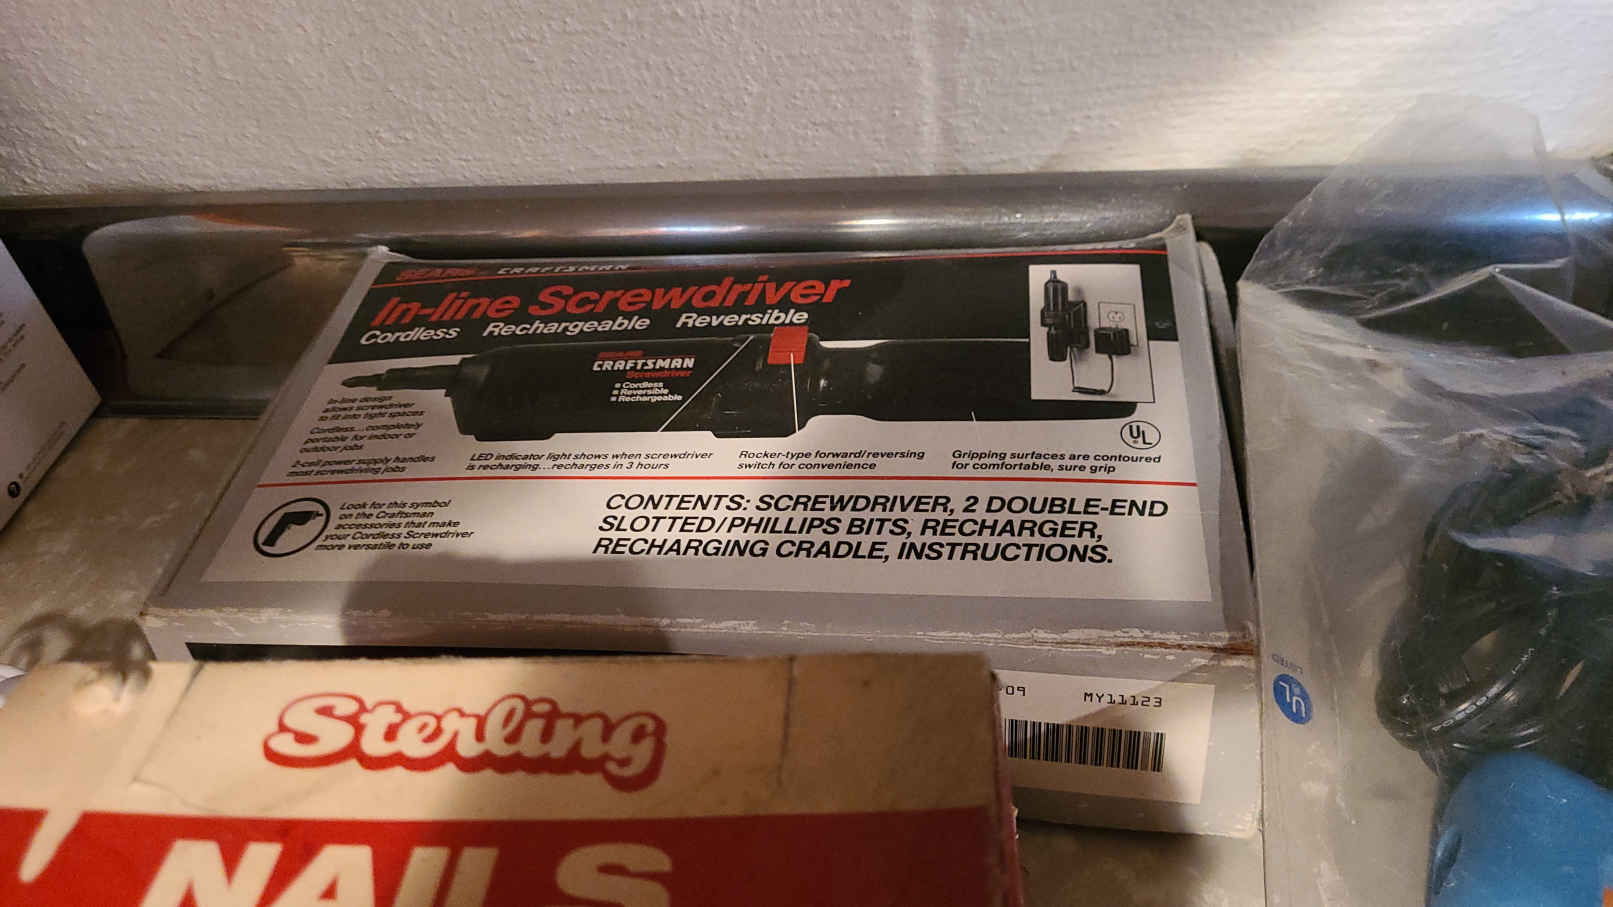 SEARS CRAFTSMAN
In-line Screwdriver
Cordless Rechargeable Reversible
SEARS
CRAFTSMAN
Screwdriver
Cordless
Reversible
Rechargeable
In-line design
allows screwdriver
to fit into tight spaces
Cordless...completely
portable for indoor or
outdoor jobs
2-cell power supply handles
most screwdriving jobs
LED indicator light shows when screwdriver
is recharging...recharges in 3 hours
Rocker-type forward/reversing
switch for convenience
Gripping surfaces are contoured
for comfortable, sure grip
UL
Look for this symbol
on the Craftsman
accessories that make
your Cordless Screwdriver
more versatile to use
CONTENTS: SCREWDRIVER, 2 DOUBLE-END
SLOTTED/PHILLIPS BITS, RECHARGER,
RECHARGING CRADLE, INSTRUCTIONS.
-09 MY11123
Sterling
NAILS
LISTED
UL